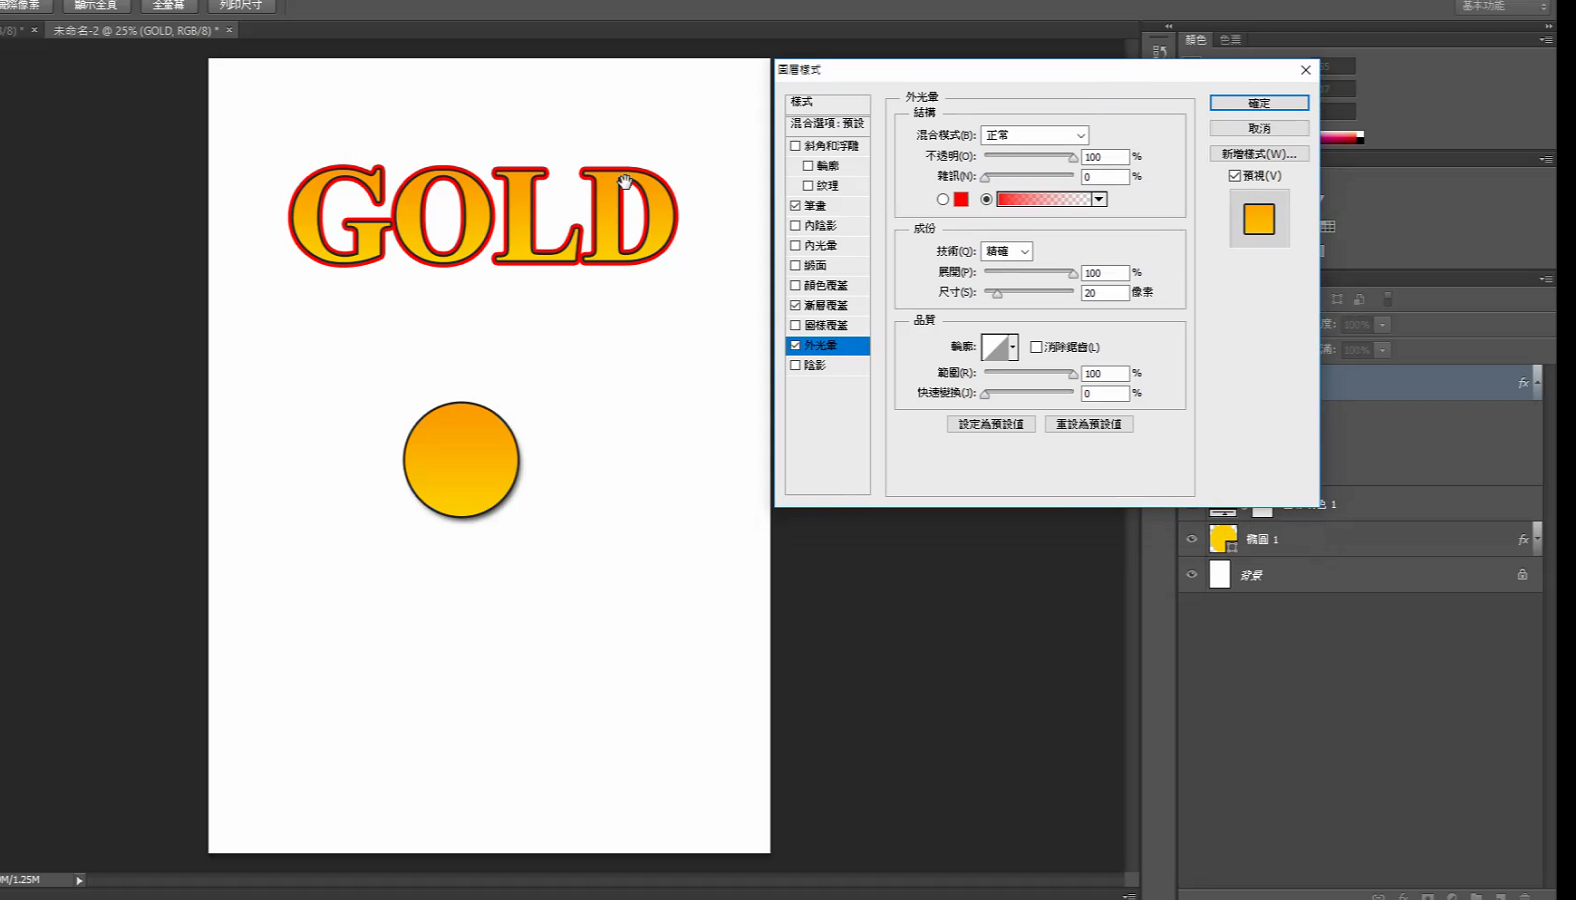 顯示全頁 全螢幕 列印尺寸 基本功能
/8) * × 未命名-2 @ 25% (GOLD, RGB/8) * ×
顏色 色票
GOLD
圖層樣式
樣式
混合選項: 預設
斜角和浮雕
輪廓
紋理
筆畫
內陰影
內光暈
緞面
顏色覆蓋
漸層覆蓋
圖樣覆蓋
外光暈
陰影
外光暈
結構
混合模式(B): 正常
不透明(O): 100 %
雜訊(N): 0 %
成份
技術(Q): 精確
展開(P): 100 %
尺寸(S): 20 像素
品質
輪廓: 消除鋸齒(L)
範圍(R): 100 %
快速變換(J): 0 %
設定為預設值 重設為預設值
確定
取消
新增樣式(W)...
預視(V)
度: 100%
滿: 100%
fx
1
橢圓 1 fx
背景
M/1.25M